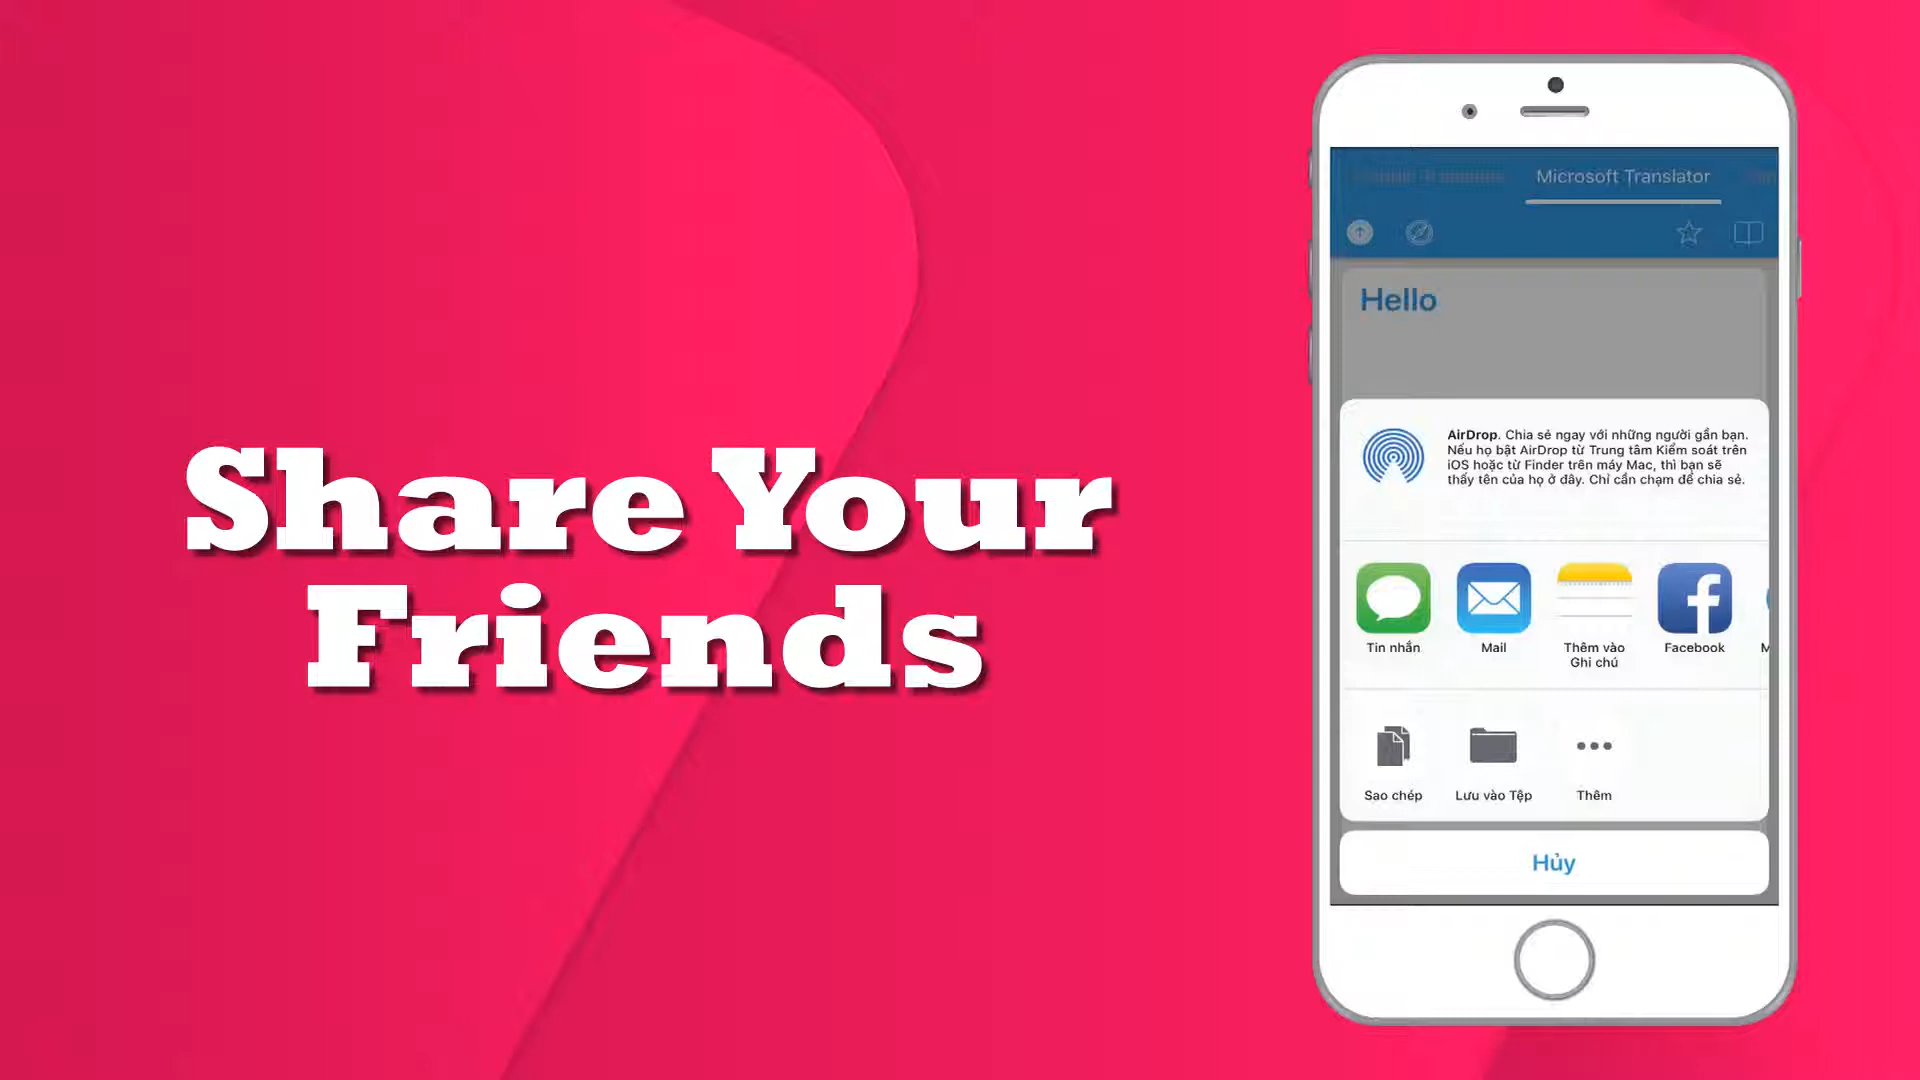 Share Your
Friends
Microsoft Translator
Hello
AirDrop. Chia sẻ ngay với những người gần bạn.
Nếu họ bật AirDrop từ Trung tâm Kiểm soát trên
iOS hoặc từ Finder trên máy Mac, thì bạn sẽ
thấy tên của họ ở đây. Chỉ cần chạm để chia sẻ.
Tin nhắn
Mail
Thêm vào
Ghi chú
Facebook
M
Sao chép
Lưu vào Tệp
Thêm
Hủy